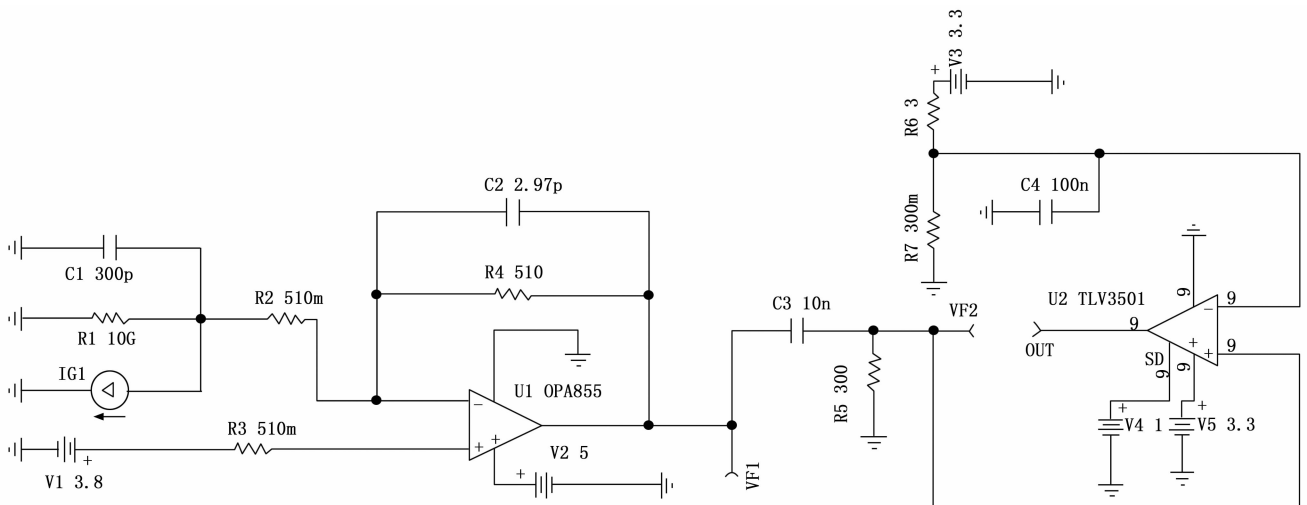 V3 3.3
+
R6 3
C2 2.97p
C4 100n
R7 300m
C1 300p
R4 510
R2 510m
C3 10n
VF2
U2 TLV3501
9
9
−
R1 10G
9
OUT
9
+
+
SD
9
9
IG1
U1 OPA855
−
R5 300
+
+
V4 1
V5 3.3
R3 510m
+
+
V2 5
+
+
V1 3.8
VF1